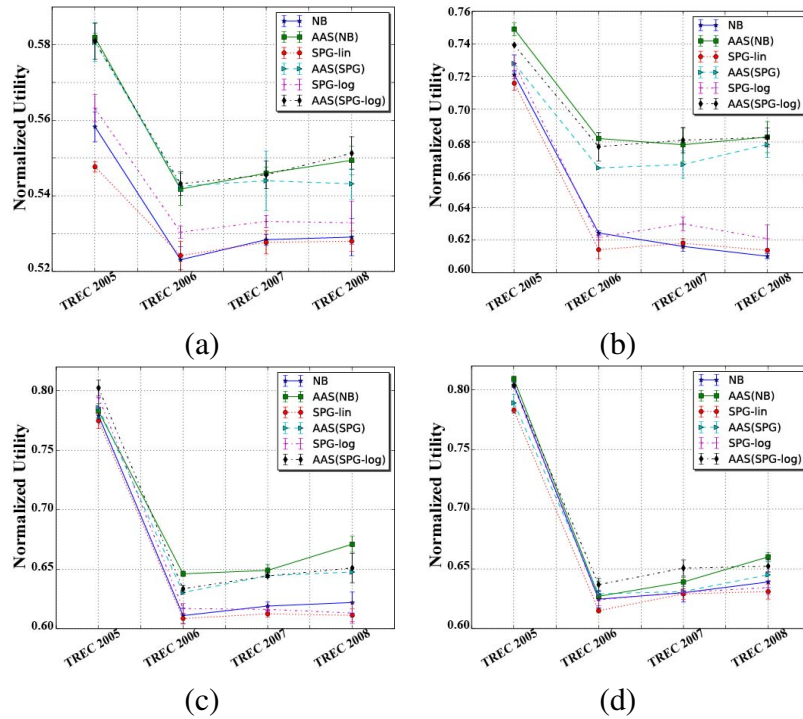 Normalized Utility
0.58
0.56
0.54
0.52
NB
AAS(NB)
SPG-lin
AAS(SPG)
SPG-log
AAS(SPG-log)
TREC 2005
TREC 2006
TREC 2007
TREC 2008
(a)
Normalized Utility
0.76
0.74
0.72
0.70
0.68
0.66
0.64
0.62
0.60
NB
AAS(NB)
SPG-lin
AAS(SPG)
SPG-log
AAS(SPG-log)
TREC 2005
TREC 2006
TREC 2007
TREC 2008
(b)
Normalized Utility
0.80
0.75
0.70
0.65
0.60
NB
AAS(NB)
SPG-lin
AAS(SPG)
SPG-log
AAS(SPG-log)
TREC 2005
TREC 2006
TREC 2007
TREC 2008
(c)
Normalized Utility
0.80
0.75
0.70
0.65
0.60
NB
AAS(NB)
SPG-lin
AAS(SPG)
SPG-log
AAS(SPG-log)
TREC 2005
TREC 2006
TREC 2007
TREC 2008
(d)